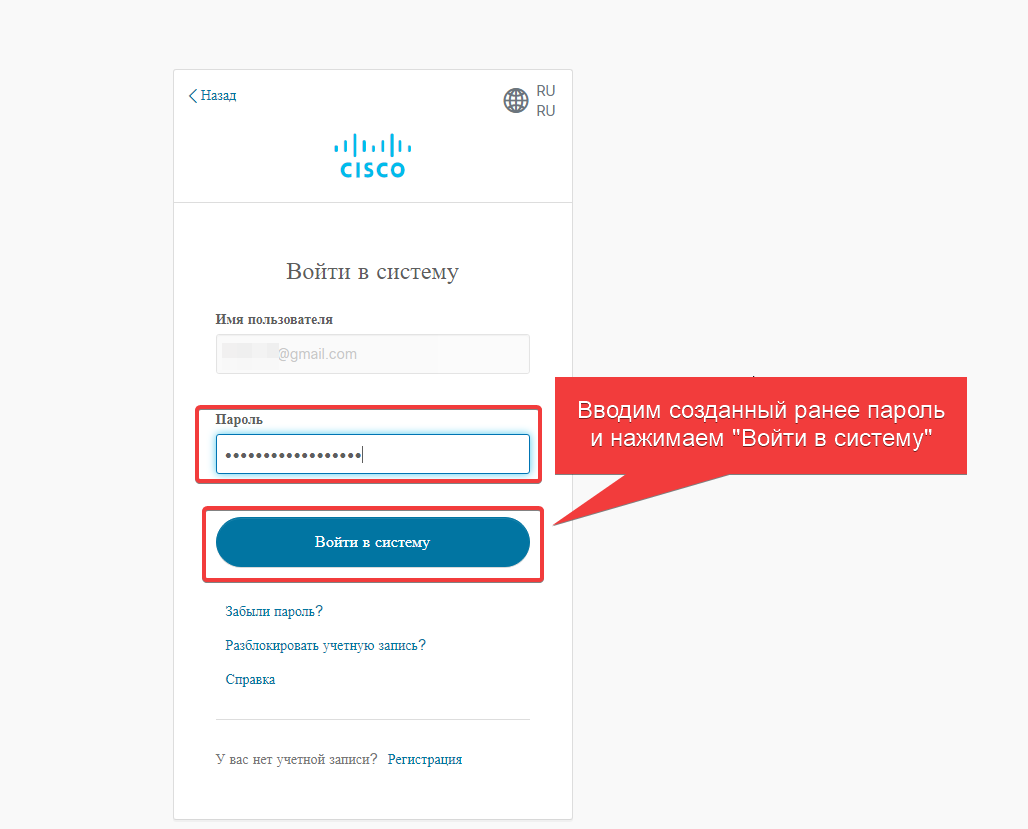 Назад
RU
RU
CISCO
Войти в систему
Имя пользователя
@gmail.com
Пароль
Вводим созданный ранее пароль
и нажимаем "Войти в систему"
Войти в систему
Забыли пароль?
Разблокировать учетную запись?
Справка
У вас нет учетной записи? Регистрация